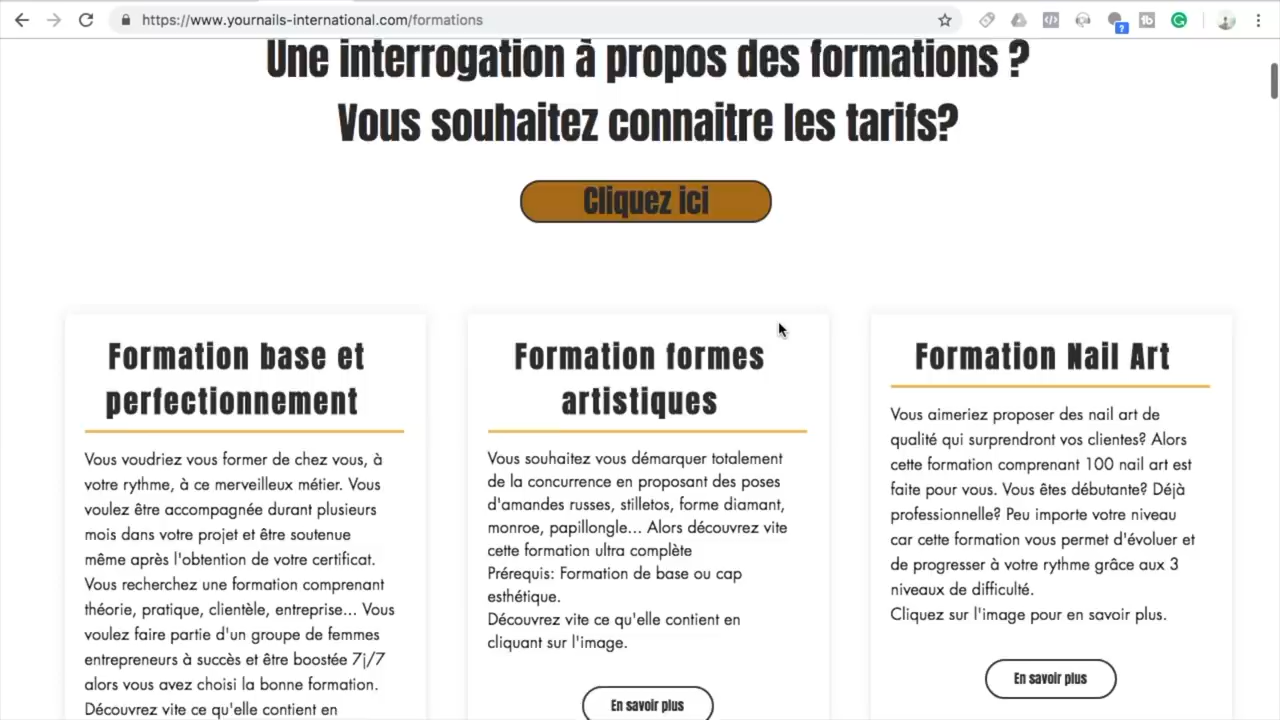 https://www.yournails-international.com/formations
Une interrogation à propos des formations ?
Vous souhaitez connaitre les tarifs?
Cliquez ici
Formation base et
perfectionnement
Vous voudriez vous former de chez vous, à
votre rythme, à ce merveilleux métier. Vous
voulez être accompagnée durant plusieurs
mois dans votre projet et être soutenue
même après l'obtention de votre certificat.
Vous recherchez une formation comprenant
théorie, pratique, clientèle, entreprise... Vous
voulez faire partie d'un groupe de femmes
entrepreneurs à succès et être boostée 7j/7
alors vous avez choisi la bonne formation.
Découvrez vite ce qu'elle contient en
Formation formes
artistiques
Vous souhaitez vous démarquer totalement
de la concurrence en proposant des poses
d'amandes russes, stilletos, forme diamant,
monroe, papillongle... Alors découvrez vite
cette formation ultra complète
Prérequis: Formation de base ou cap
esthétique.
Découvrez vite ce qu'elle contient en
cliquant sur l'image.
En savoir plus
Formation Nail Art
Vous aimeriez proposer des nail art de
qualité qui surprendront vos clientes? Alors
cette formation comprenant 100 nail art est
faite pour vous. Vous êtes débutante? Déjà
professionnelle? Peu importe votre niveau
car cette formation vous permet d'évoluer et
de progresser à votre rythme grâce aux 3
niveaux de difficulté.
Cliquez sur l'image pour en savoir plus.
En savoir plus